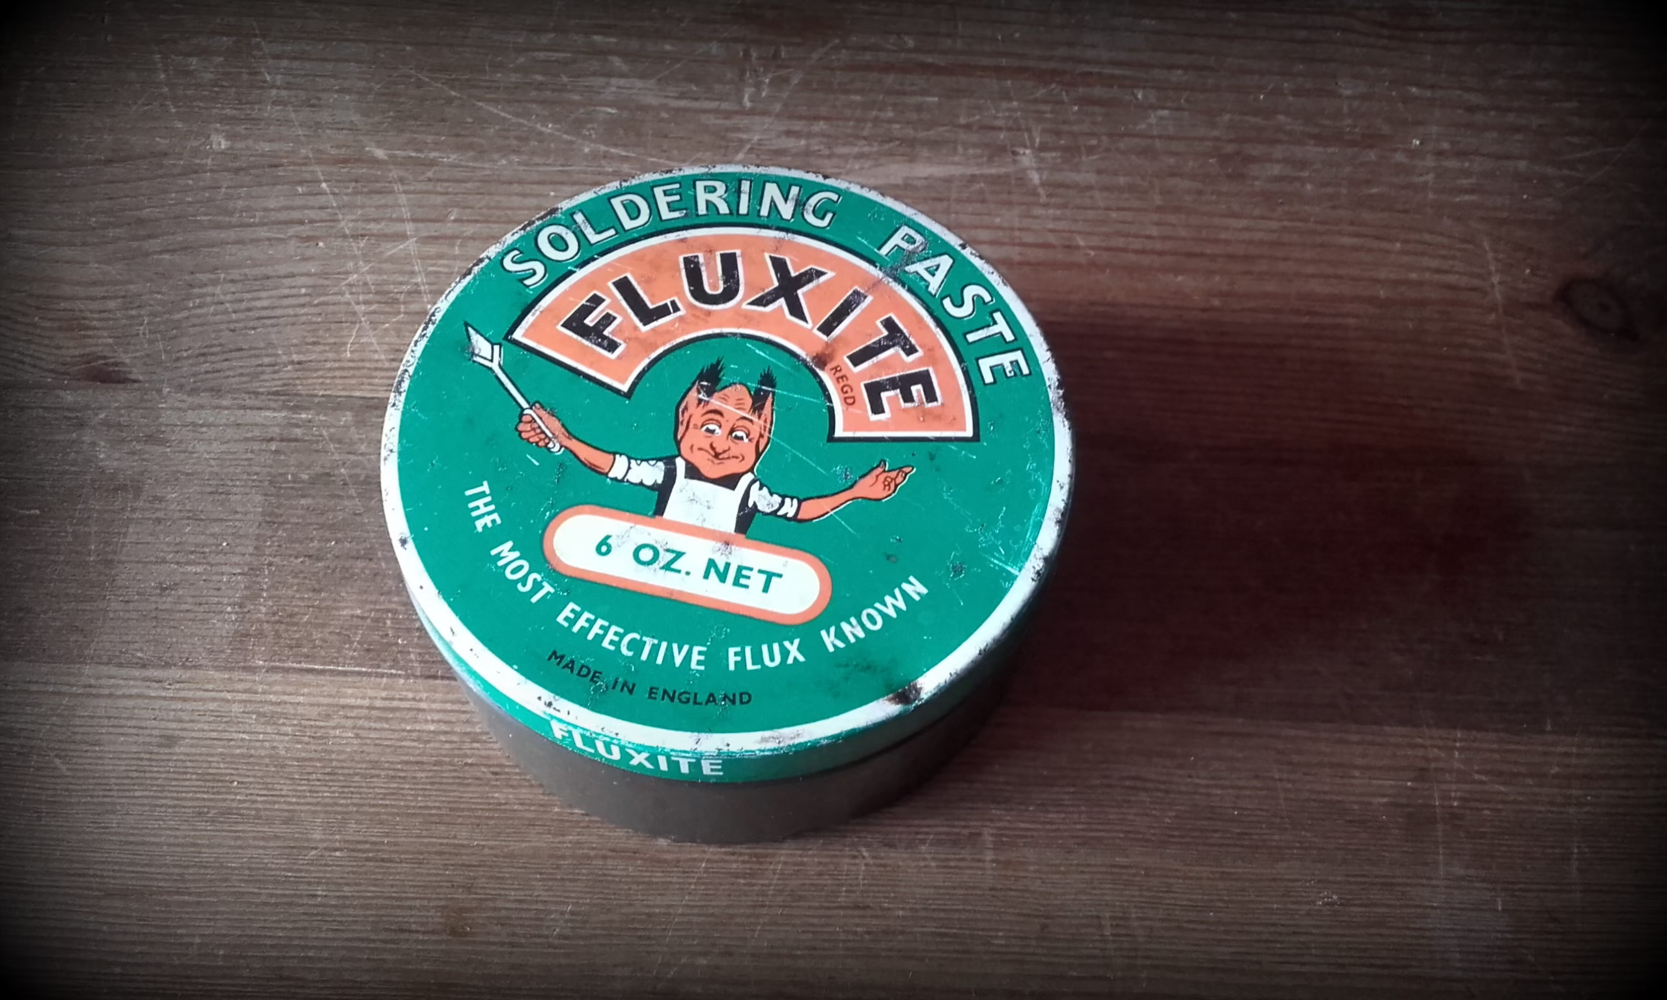 SOLDERING PASTE
FLUXITE
REGD.
6 OZ. NET
THE MOST EFFECTIVE FLUX KNOWN
MADE IN ENGLAND
FLUXITE